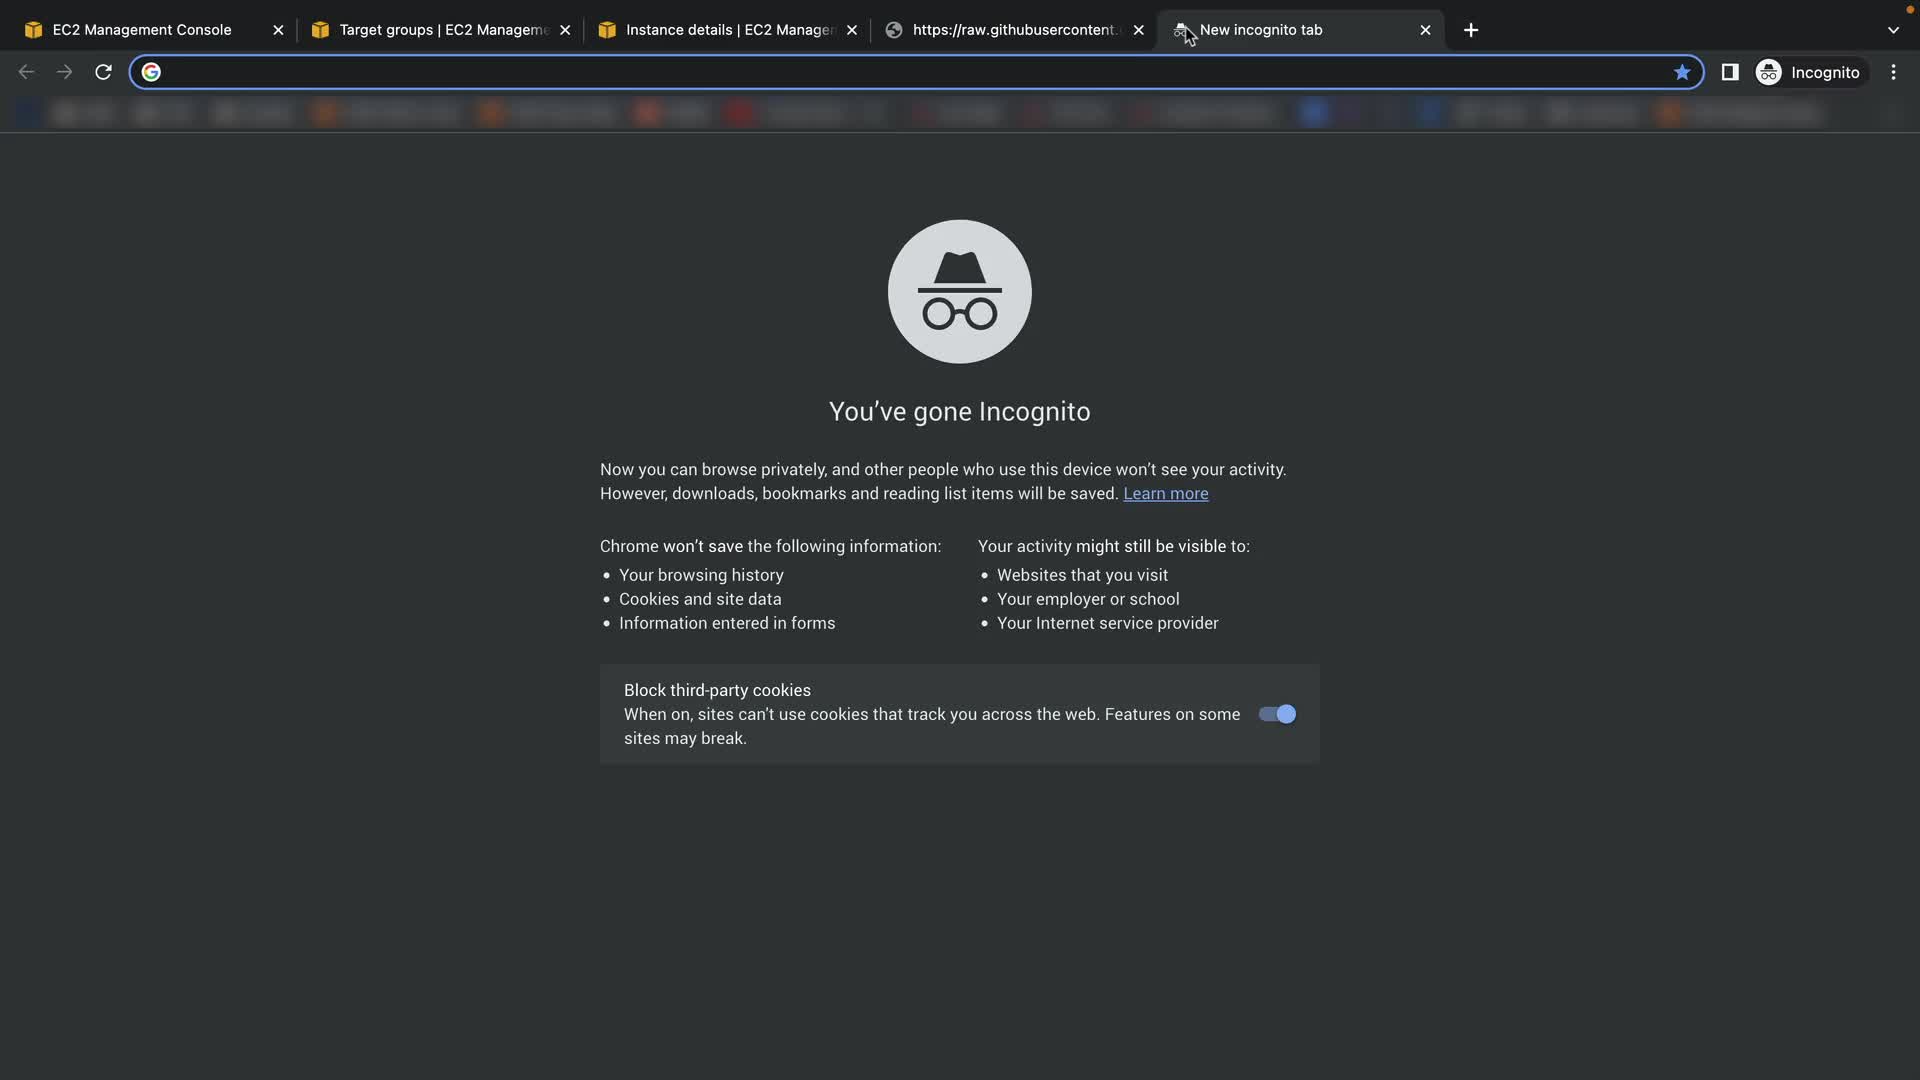 EC2 Management Console
Target groups | EC2 Manageme
Instance details | EC2 Manager
https://raw.githubusercontent.
New incognito tab
Incognito
You've gone Incognito
Now you can browse privately, and other people who use this device won't see your activity.
However, downloads, bookmarks and reading list items will be saved. Learn more
Chrome won't save the following information:
• Your browsing history
• Cookies and site data
• Information entered in forms
Your activity might still be visible to:
• Websites that you visit
• Your employer or school
• Your Internet service provider
Block third-party cookies
When on, sites can't use cookies that track you across the web. Features on some
sites may break.